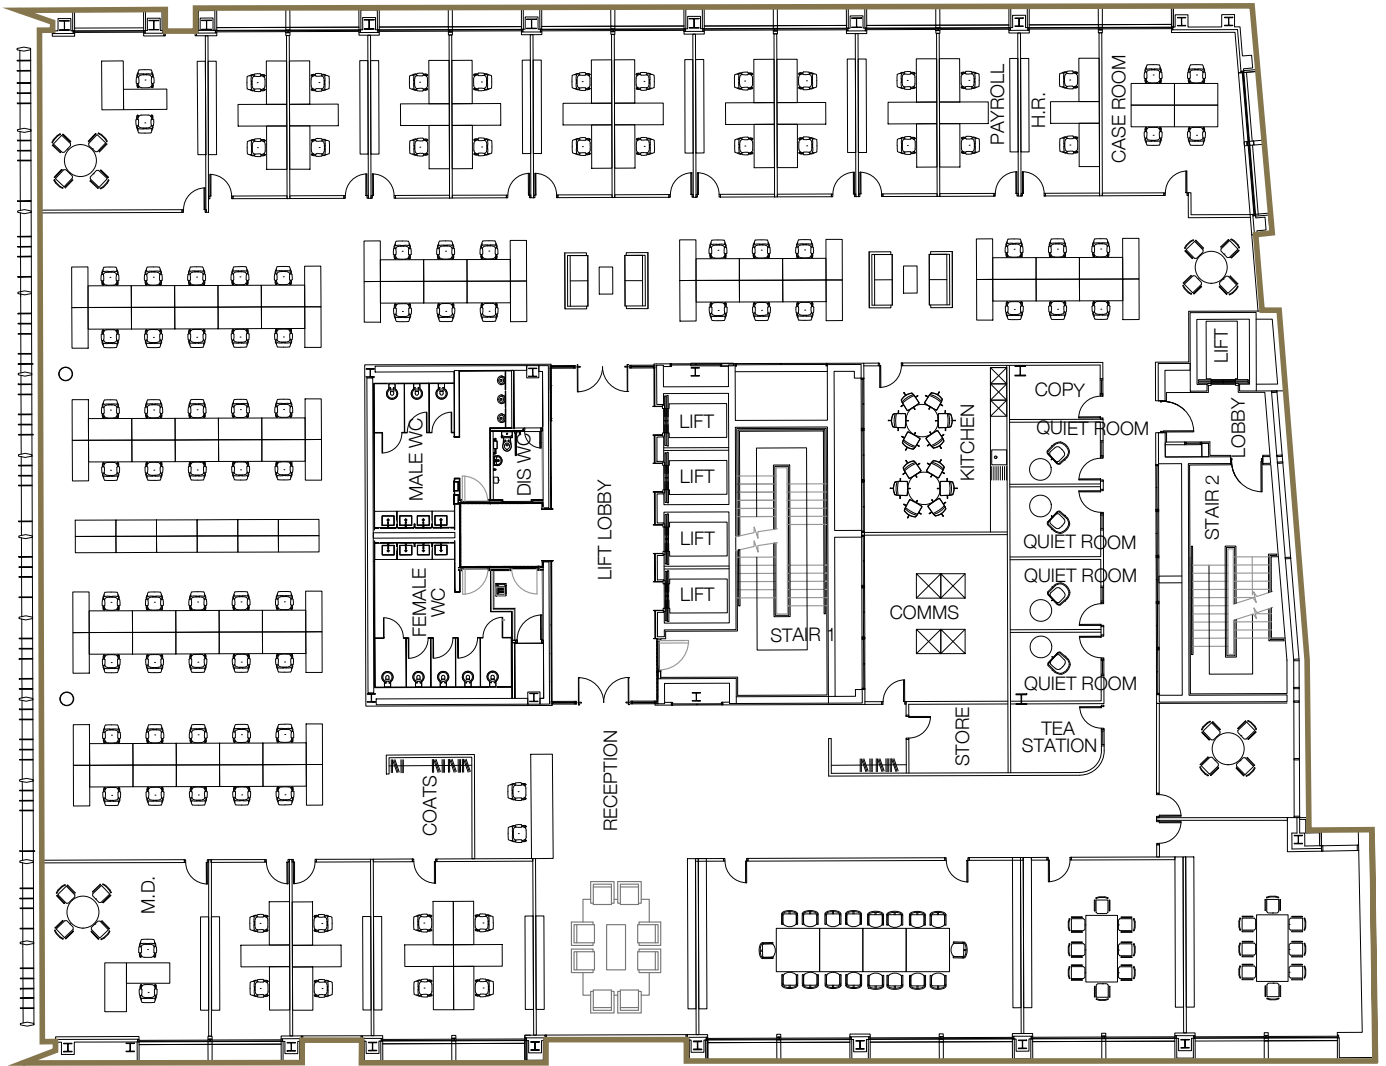 PAYROLL
H.R.
CASE ROOM
LIFT
COPY
QUIET ROOM
LOBBY
LIFT
MALE WC
DIS WC
KITCHEN
LIFT
STAIR 2
LIFT LOBBY
LIFT
QUIET ROOM
QUIET ROOM
LIFT
FEMALE
WC
COMMS
STAIR 1
QUIET ROOM
RECEPTION
STORE
TEA
STATION
COATS
M.D.